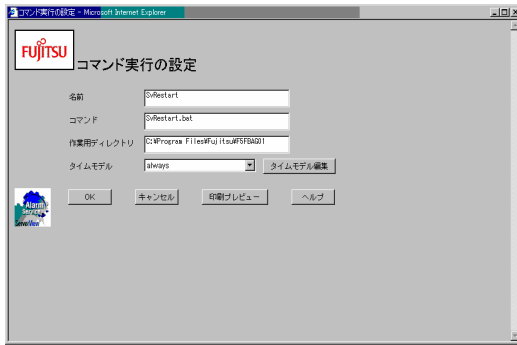 コマンド実行の設定 - Microsoft Internet Explorer
FUJITSU
コマンド実行の設定
名前 SvRestart
コマンド SvRestart.bat
作業用ディレクトリ C:¥Program Files¥Fujitsu¥F5FBAG01
タイムモデル always タイムモデル編集
OK キャンセル 印刷プレビュー ヘルプ
Alarm
Service
ServerView